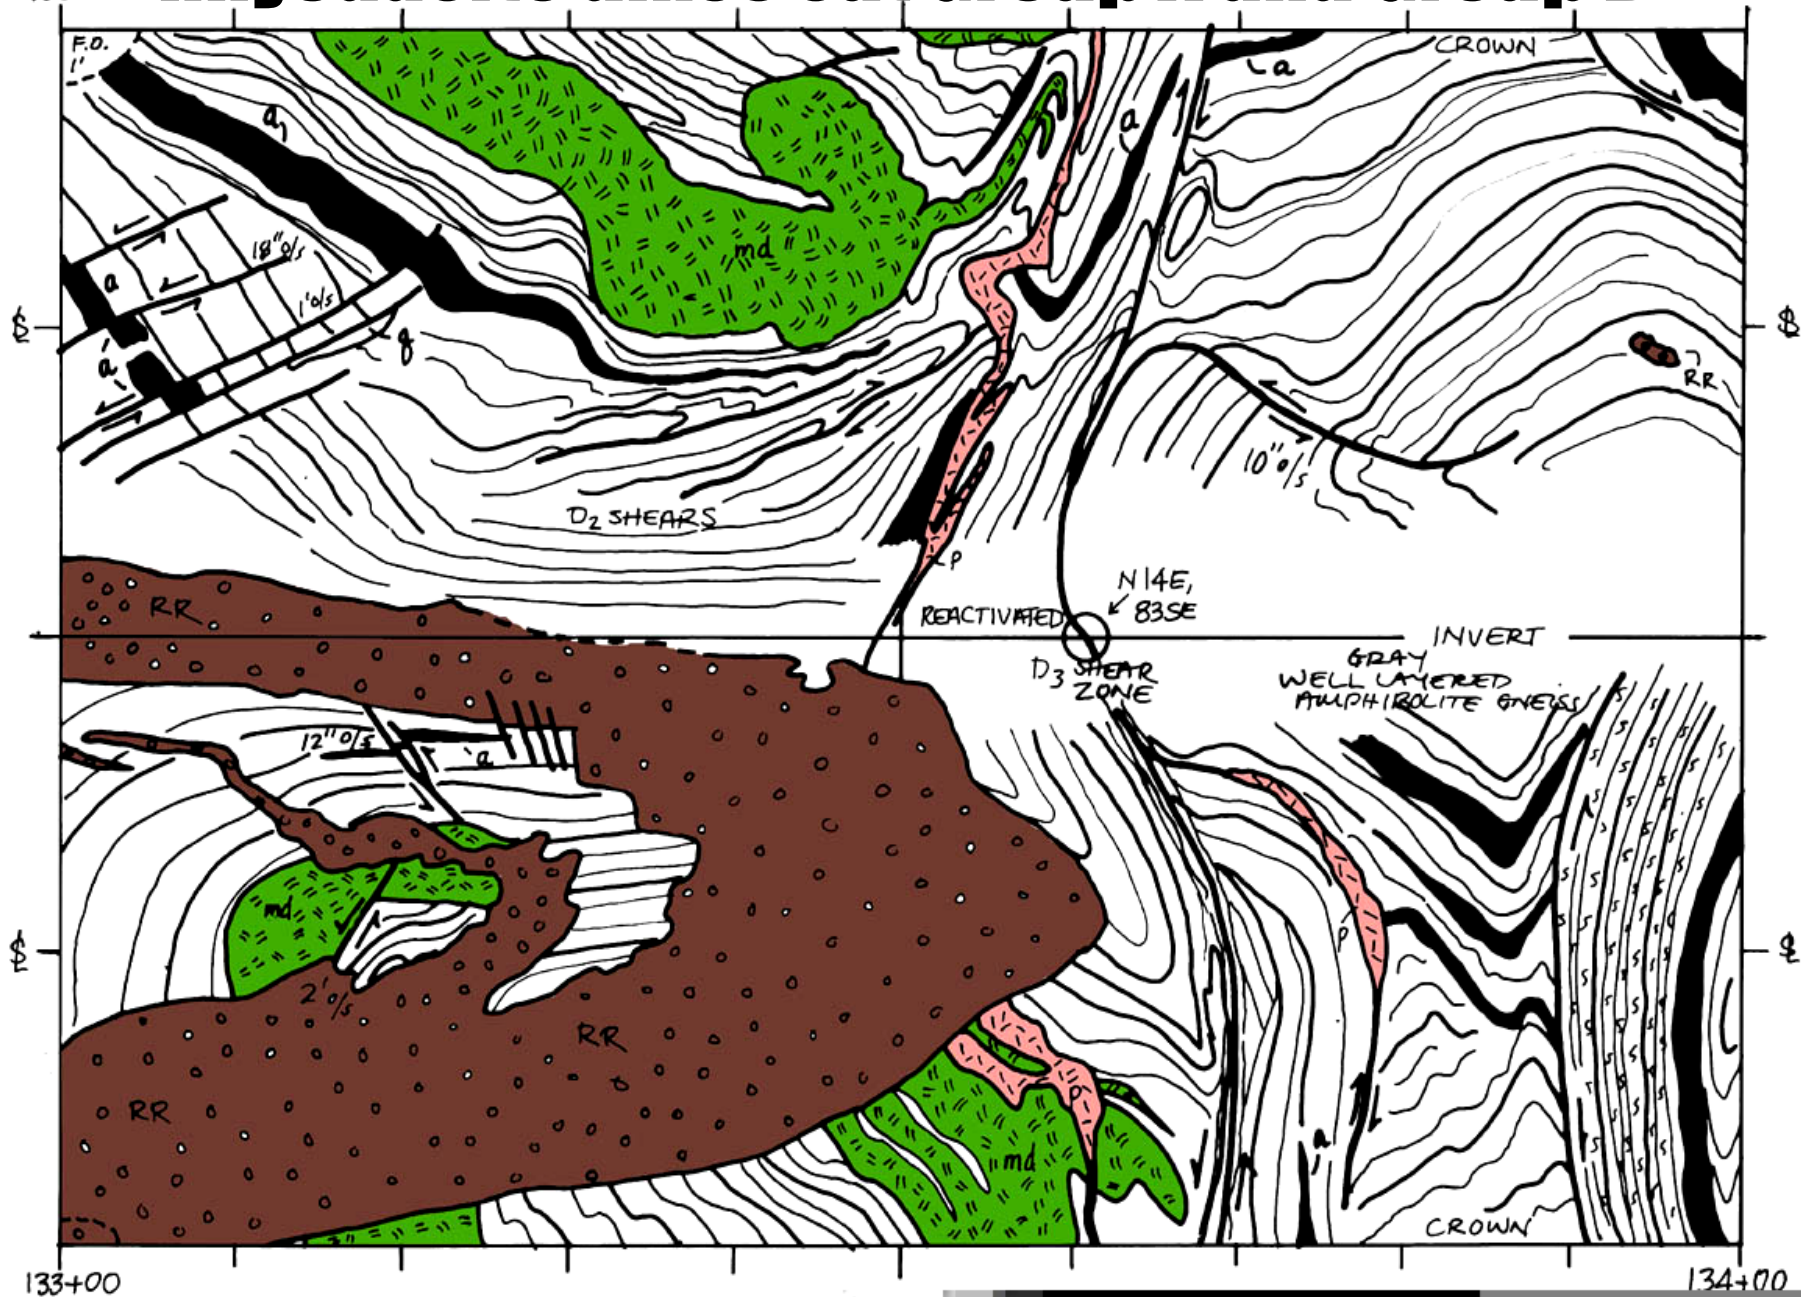 F.O.
1'
CROWN
a
a
a
18" o/s
md
a
1' o/s
a
q
RR
10" o/s
D2 SHEARS
P
N14E,
83SE
RR
REACTIVATED
INVERT
D3 SHEAR
ZONE
GRAY
WELL LAYERED
AMPHIBOLITE GNEISS
12" o/s
a
md
P
2' o/s
RR
RR
P
md
a
CROWN
133+00
134+00